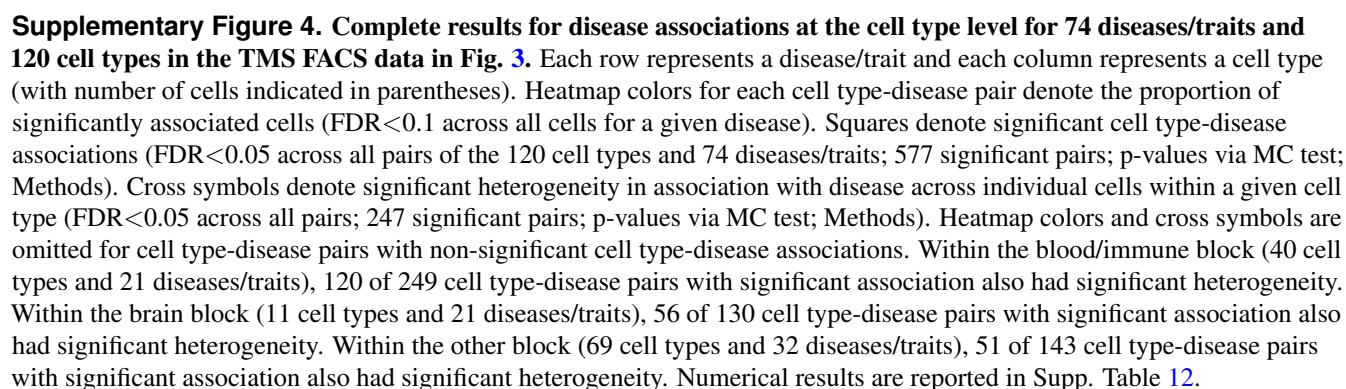 Supplementary Figure 4. Complete results for disease associations at the cell type level for 74 diseases/traits and
120 cell types in the TMS FACS data in Fig. 3. Each row represents a disease/trait and each column represents a cell type
(with number of cells indicated in parentheses). Heatmap colors for each cell type-disease pair denote the proportion of
significantly associated cells (FDR<0.1 across all cells for a given disease). Squares denote significant cell type-disease
associations (FDR<0.05 across all pairs of the 120 cell types and 74 diseases/traits; 577 significant pairs; p-values via MC test;
Methods). Cross symbols denote significant heterogeneity in association with disease across individual cells within a given cell
type (FDR<0.05 across all pairs; 247 significant pairs; p-values via MC test; Methods). Heatmap colors and cross symbols are
omitted for cell type-disease pairs with non-significant cell type-disease associations. Within the blood/immune block (40 cell
types and 21 diseases/traits), 120 of 249 cell type-disease pairs with significant association also had significant heterogeneity.
Within the brain block (11 cell types and 21 diseases/traits), 56 of 130 cell type-disease pairs with significant association also
had significant heterogeneity. Within the other block (69 cell types and 32 diseases/traits), 51 of 143 cell type-disease pairs
with significant association also had significant heterogeneity. Numerical results are reported in Supp. Table 12.